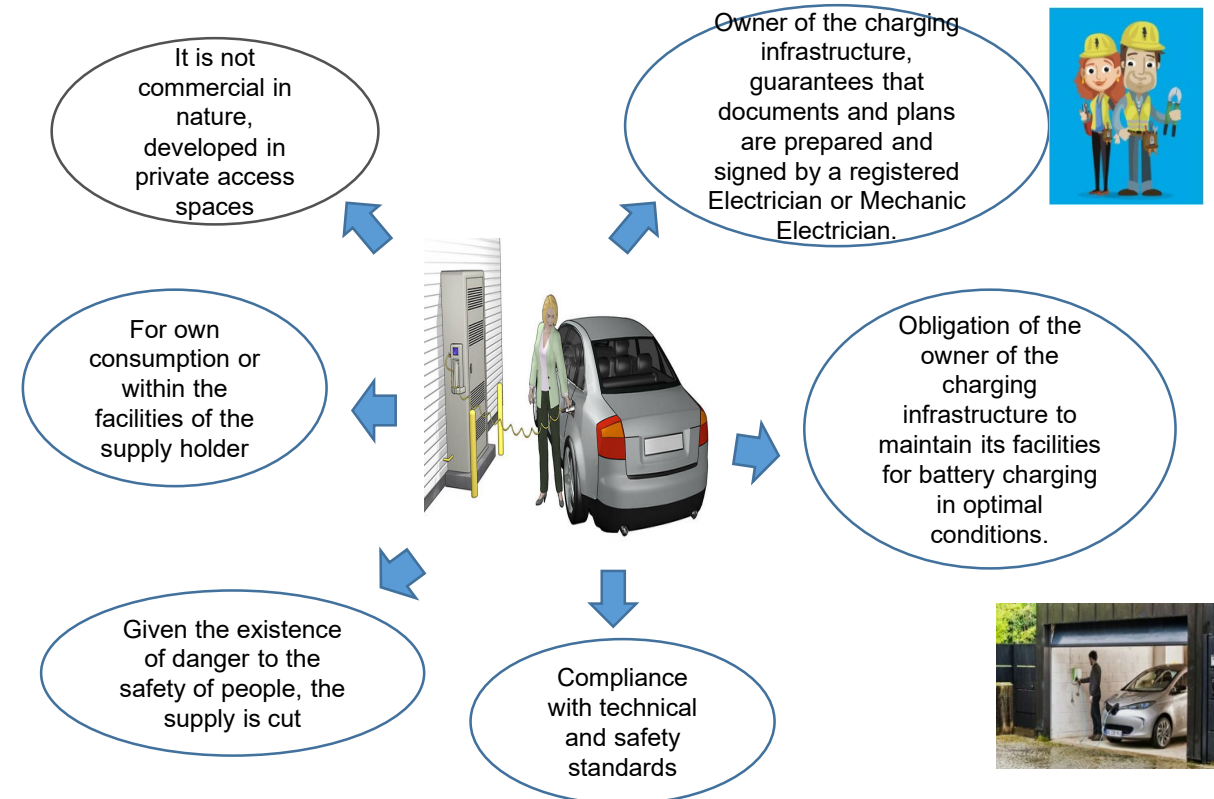 It is not
commercial in
nature,
developed in
private access
spaces
Owner of the charging
infrastructure,
guarantees that
documents and plans
are prepared and
signed by a registered
Electrician or Mechanic
Electrician.
For own
consumption or
within the
facilities of the
supply holder
Obligation of the
owner of the
charging
infrastructure to
maintain its facilities
for battery charging
in optimal
conditions.
Given the existence
of danger to the
safety of people, the
supply is cut
Compliance
with technical
and safety
standards